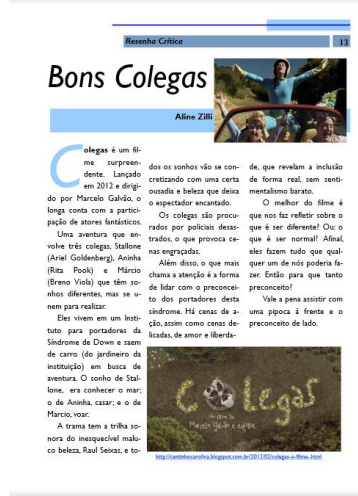 Resenha Crítica
13
Bons Colegas
Aline Zilli
Colegas é um fil-
me surpreen-
dente. Lançado
em 2012 e dirigi-
do por Marcelo Galvão, o
longa conta com a partici-
pação de atores fantásticos.
Uma aventura que en-
volve três colegas, Stallone
(Ariel Goldenberg), Aninha
(Rita Pook) e Márcio
(Breno Viola) que têm so-
nhos diferentes, mas se u-
nem para realizar.
Eles vivem em um Insti-
tuto para portadores da
Síndrome de Down e saem
de carro (do jardineiro da
instituição) em busca de
aventura. O sonho de Stal-
lone, era conhecer o mar;
o de Aninha, casar; e o de
Marcio, voar.
A trama tem a trilha so-
nora do inesquecível malu-
co beleza, Raul Seixas, e to-
dos os sonhos vão se con-
cretizando com uma certa
ousadia e beleza que deixa
o espectador encantado.
Os colegas são procu-
rados por policiais desas-
trados, o que provoca ce-
nas engraçadas.
Além disso, o que mais
chama a atenção é a forma
de lidar com o preconcei-
to dos portadores desta
síndrome. Há cenas de a-
ção, assim como cenas de-
licadas, de amor e liberda-
de, que revelam a inclusão
de forma real, sem senti-
mentalismo barato.
O melhor do filme é
que nos faz refletir sobre o
que é ser diferente? Ou: o
que é ser normal? Afinal,
eles fazem tudo que qual-
quer um de nós poderia fa-
zer. Então para que tanto
preconceito?
Vale a pena assistir com
uma pipoca à frente e o
preconceito de lado.
Colegas
um filme de
Marcelo Galvão e equipe
http://cantinhocarolina.blogspot.com.br/2013/02/colegas-o-filme-.html